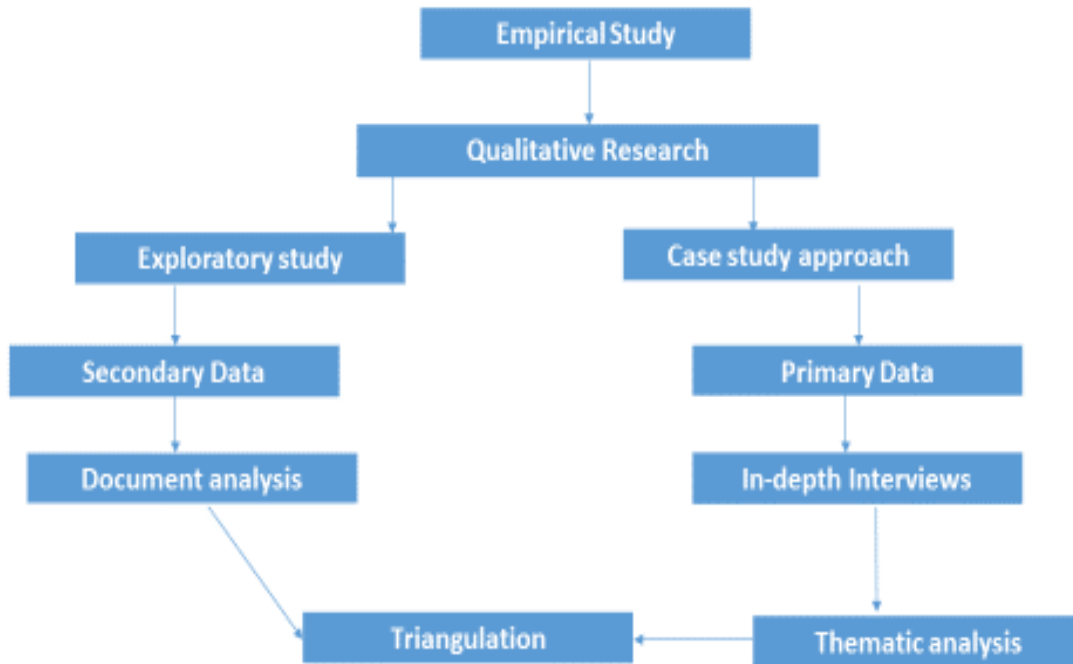 Empirical Study
Qualitative Research
Exploratory study
Case study approach
Secondary Data
Primary Data
Document analysis
In-depth Interviews
Triangulation
Thematic analysis